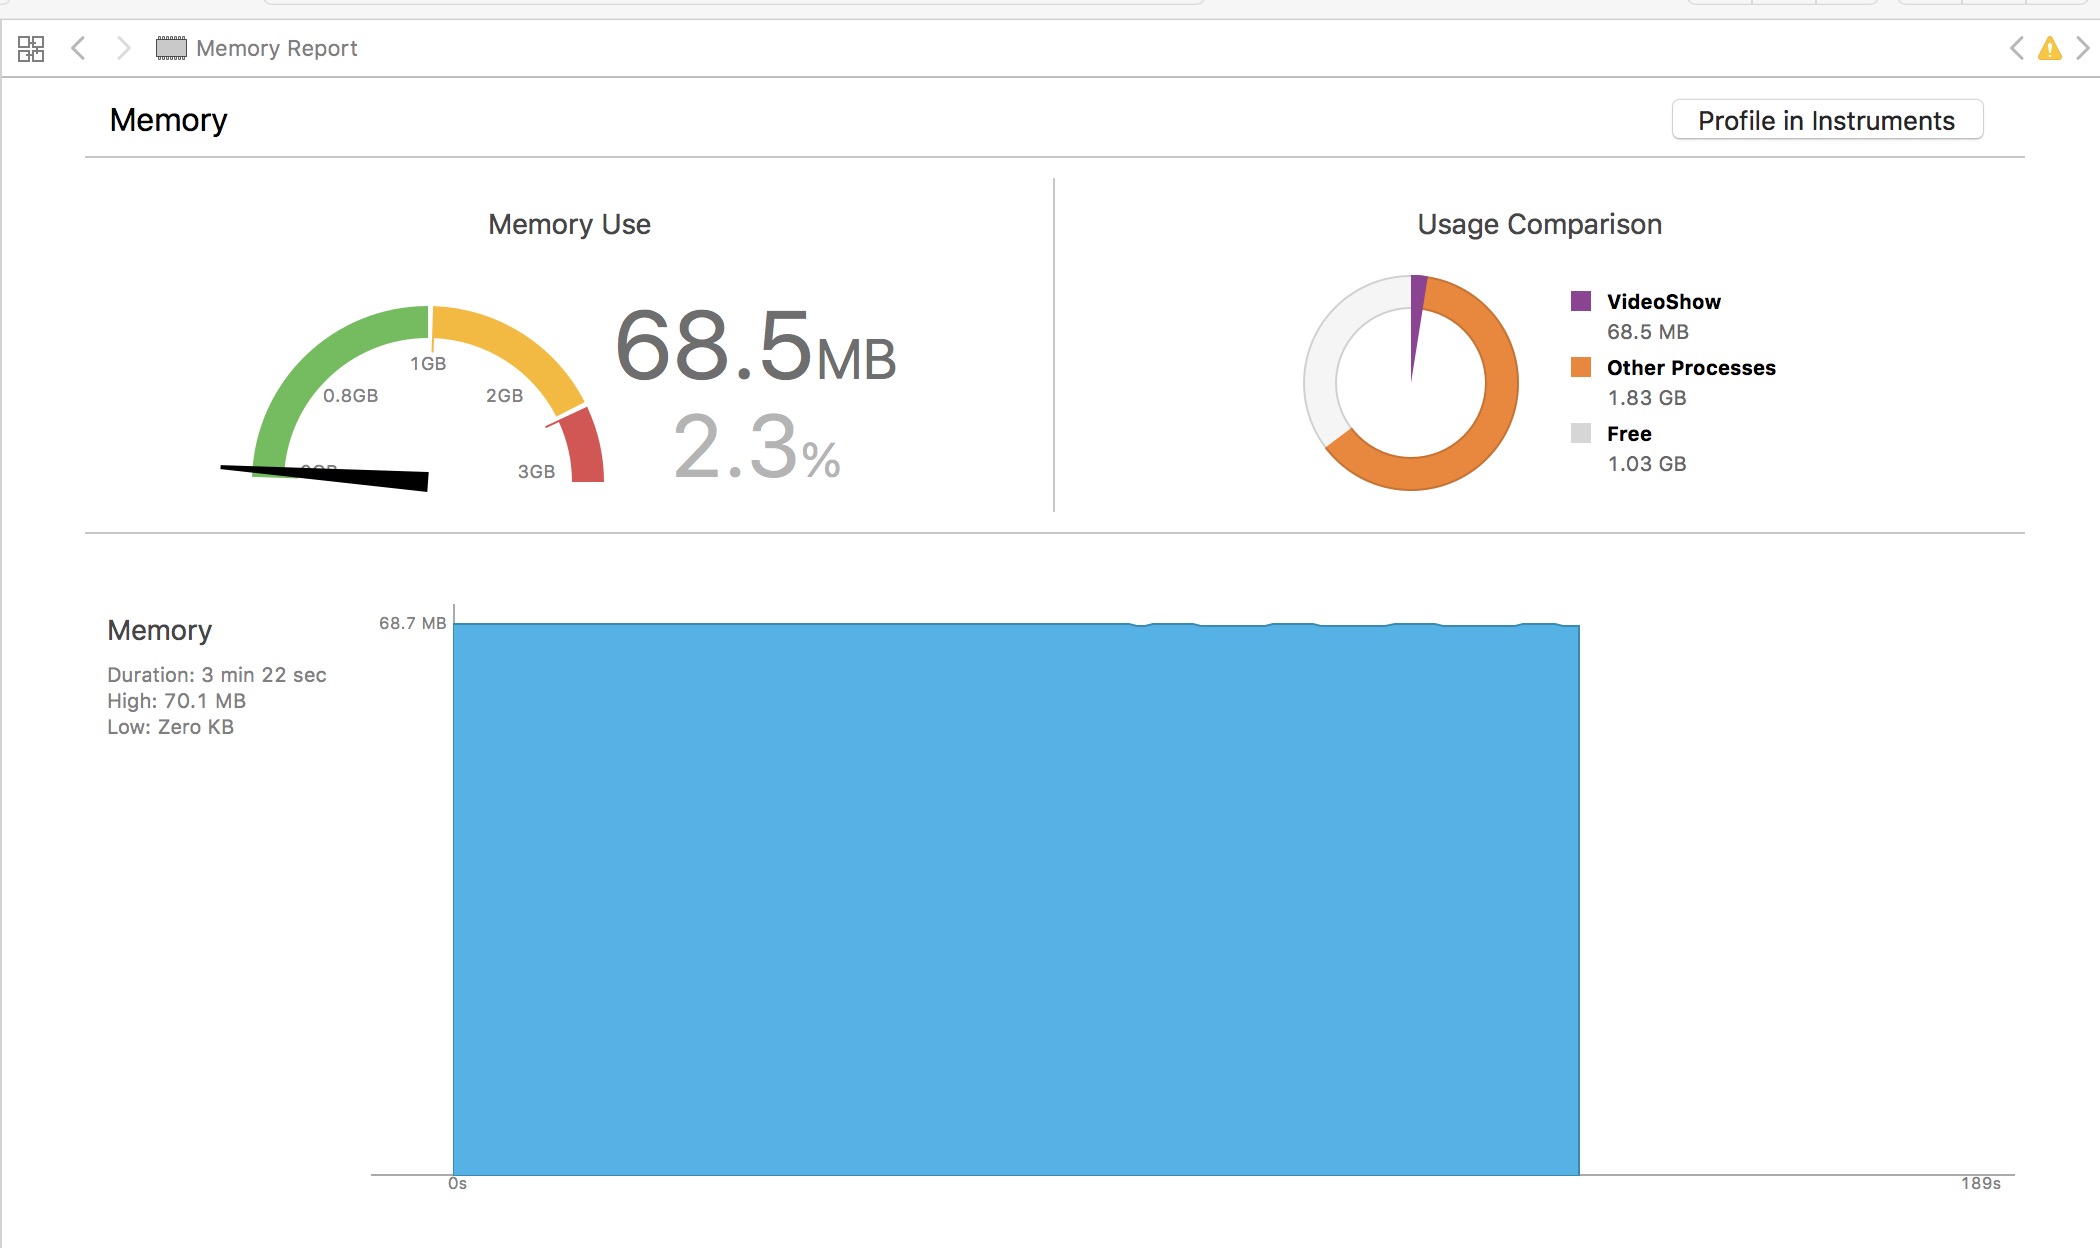 Memory Report
Memory
Profile in Instruments
Memory Use
Usage Comparison
68.5MB
2.3%
1GB
0.8GB
2GB
0GB
3GB
VideoShow
68.5 MB
Other Processes
1.83 GB
Free
1.03 GB
Memory
Duration: 3 min 22 sec
High: 70.1 MB
Low: Zero KB
68.7 MB
0s
189s